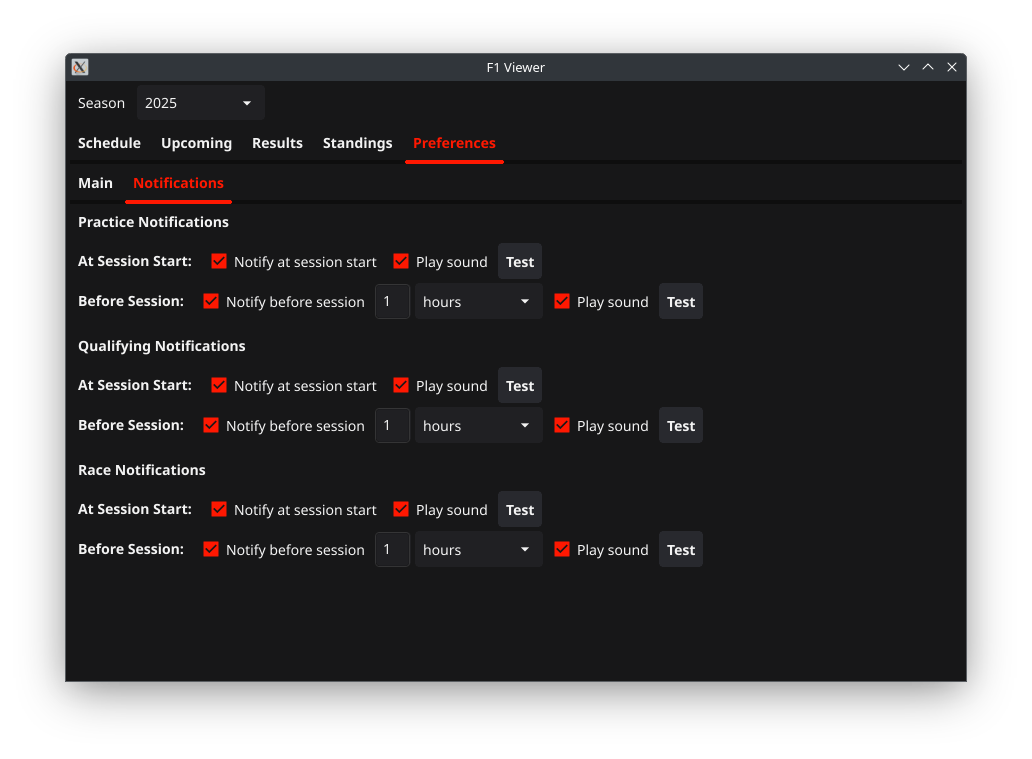 F1 Viewer
Season 2025
Schedule Upcoming Results Standings Preferences
Main Notifications
Practice Notifications
At Session Start: Notify at session start Play sound Test
Before Session: Notify before session 1 hours Play sound Test
Qualifying Notifications
At Session Start: Notify at session start Play sound Test
Before Session: Notify before session 1 hours Play sound Test
Race Notifications
At Session Start: Notify at session start Play sound Test
Before Session: Notify before session 1 hours Play sound Test